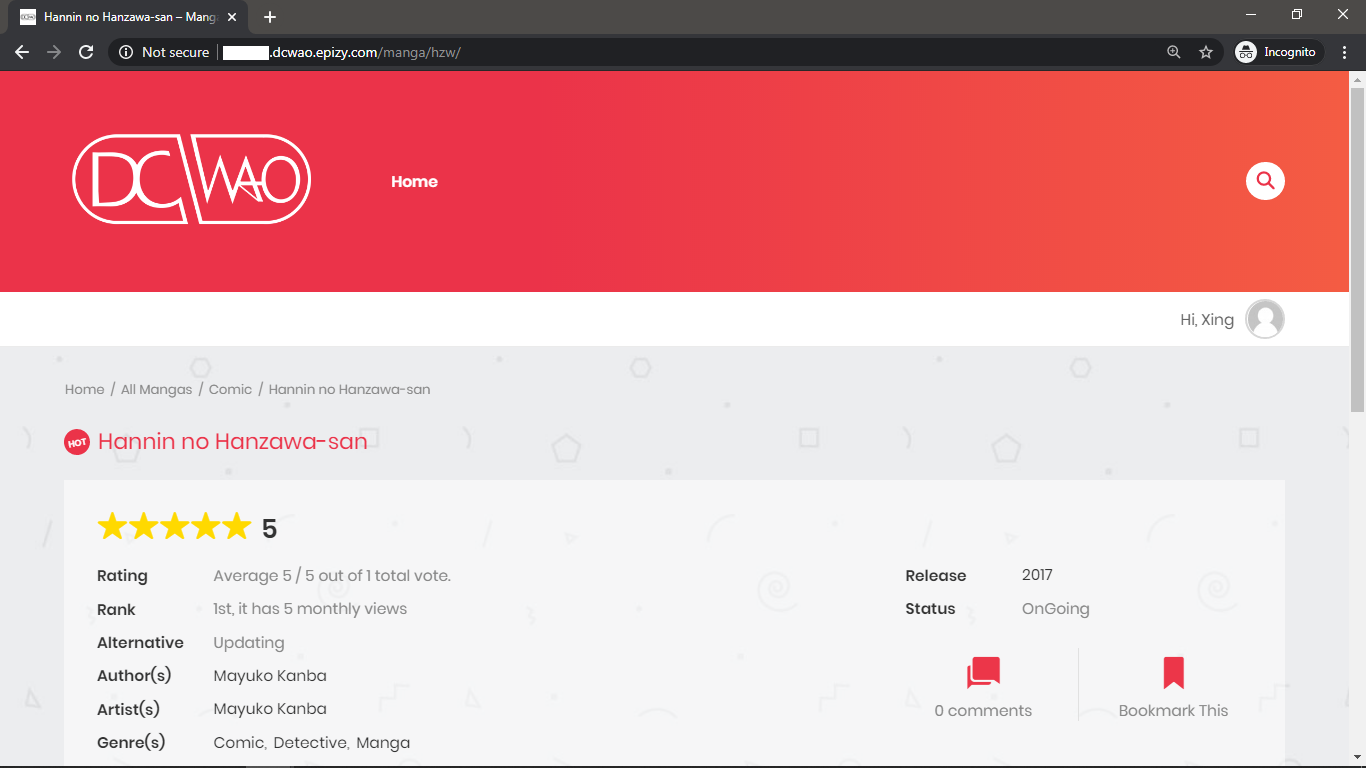 Hannin no Hanzawa-san – Mang
Not secure
.dcwao.epizy.com/manga/hzw/
Incognito
DC WAO
Home
Hi, Xing
Home / All Mangas / Comic / Hannin no Hanzawa-san
HOT Hannin no Hanzawa-san
5
Rating Average 5 / 5 out of 1 total vote.
Rank 1st, it has 5 monthly views
Alternative Updating
Author(s) Mayuko Kanba
Artist(s) Mayuko Kanba
Genre(s) Comic, Detective, Manga
Release 2017
Status OnGoing
0 comments
Bookmark This